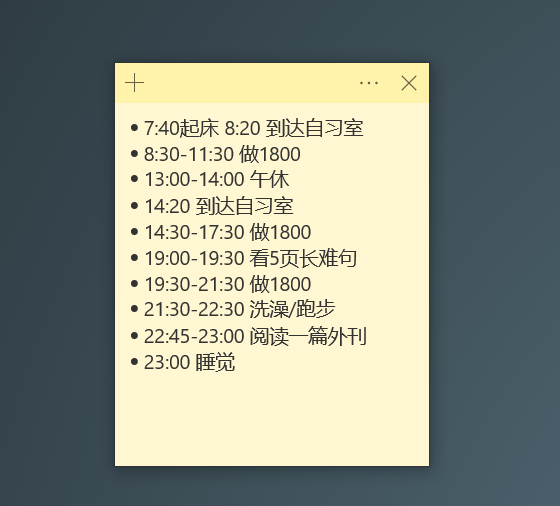 • 7:40起床 8:20 到达自习室
• 8:30-11:30 做1800
• 13:00-14:00 午休
• 14:20 到达自习室
• 14:30-17:30 做1800
• 19:00-19:30 看5页长难句
• 19:30-21:30 做1800
• 21:30-22:30 洗澡/跑步
• 22:45-23:00 阅读一篇外刊
• 23:00 睡觉